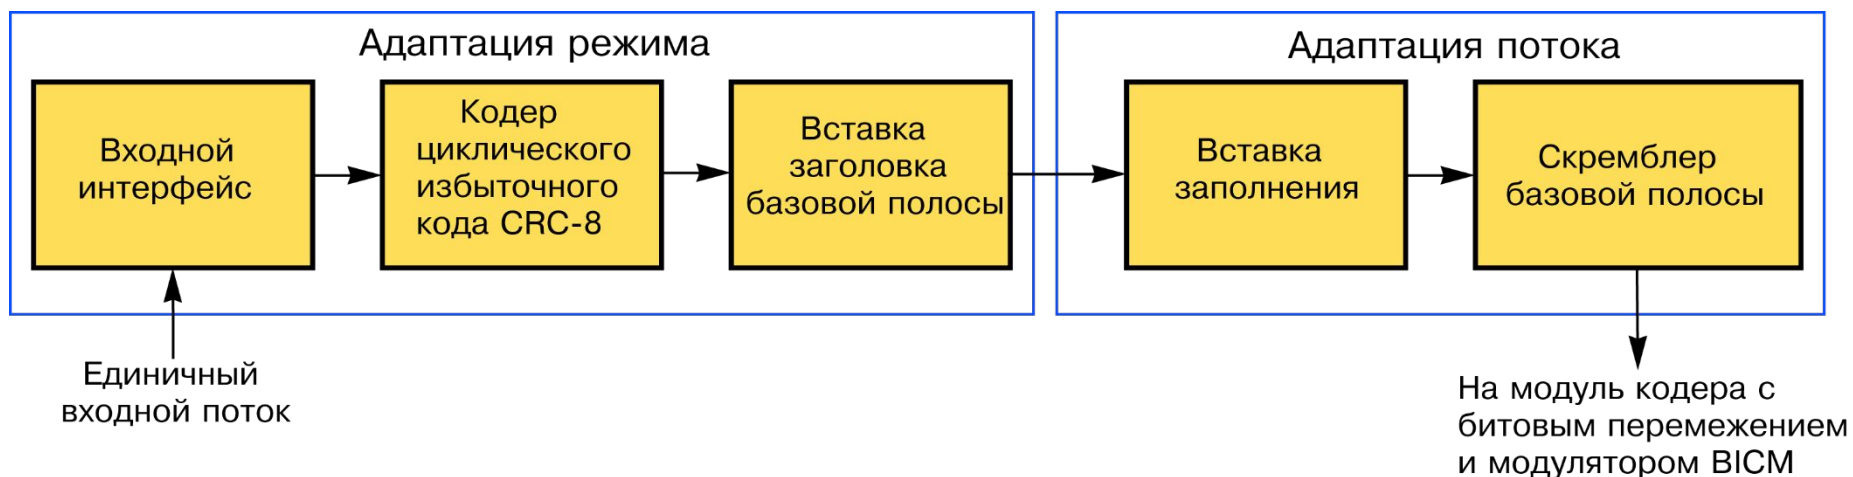 Адаптация режима
Адаптация потока
Входной
интерфейс
Кодер
циклического
избыточного
кода CRC-8
Вставка
заголовка
базовой полосы
Вставка
заполнения
Скремблер
базовой полосы
Единичный
входной поток
На модуль кодера с
битовым перемежением
и модулятором BICM